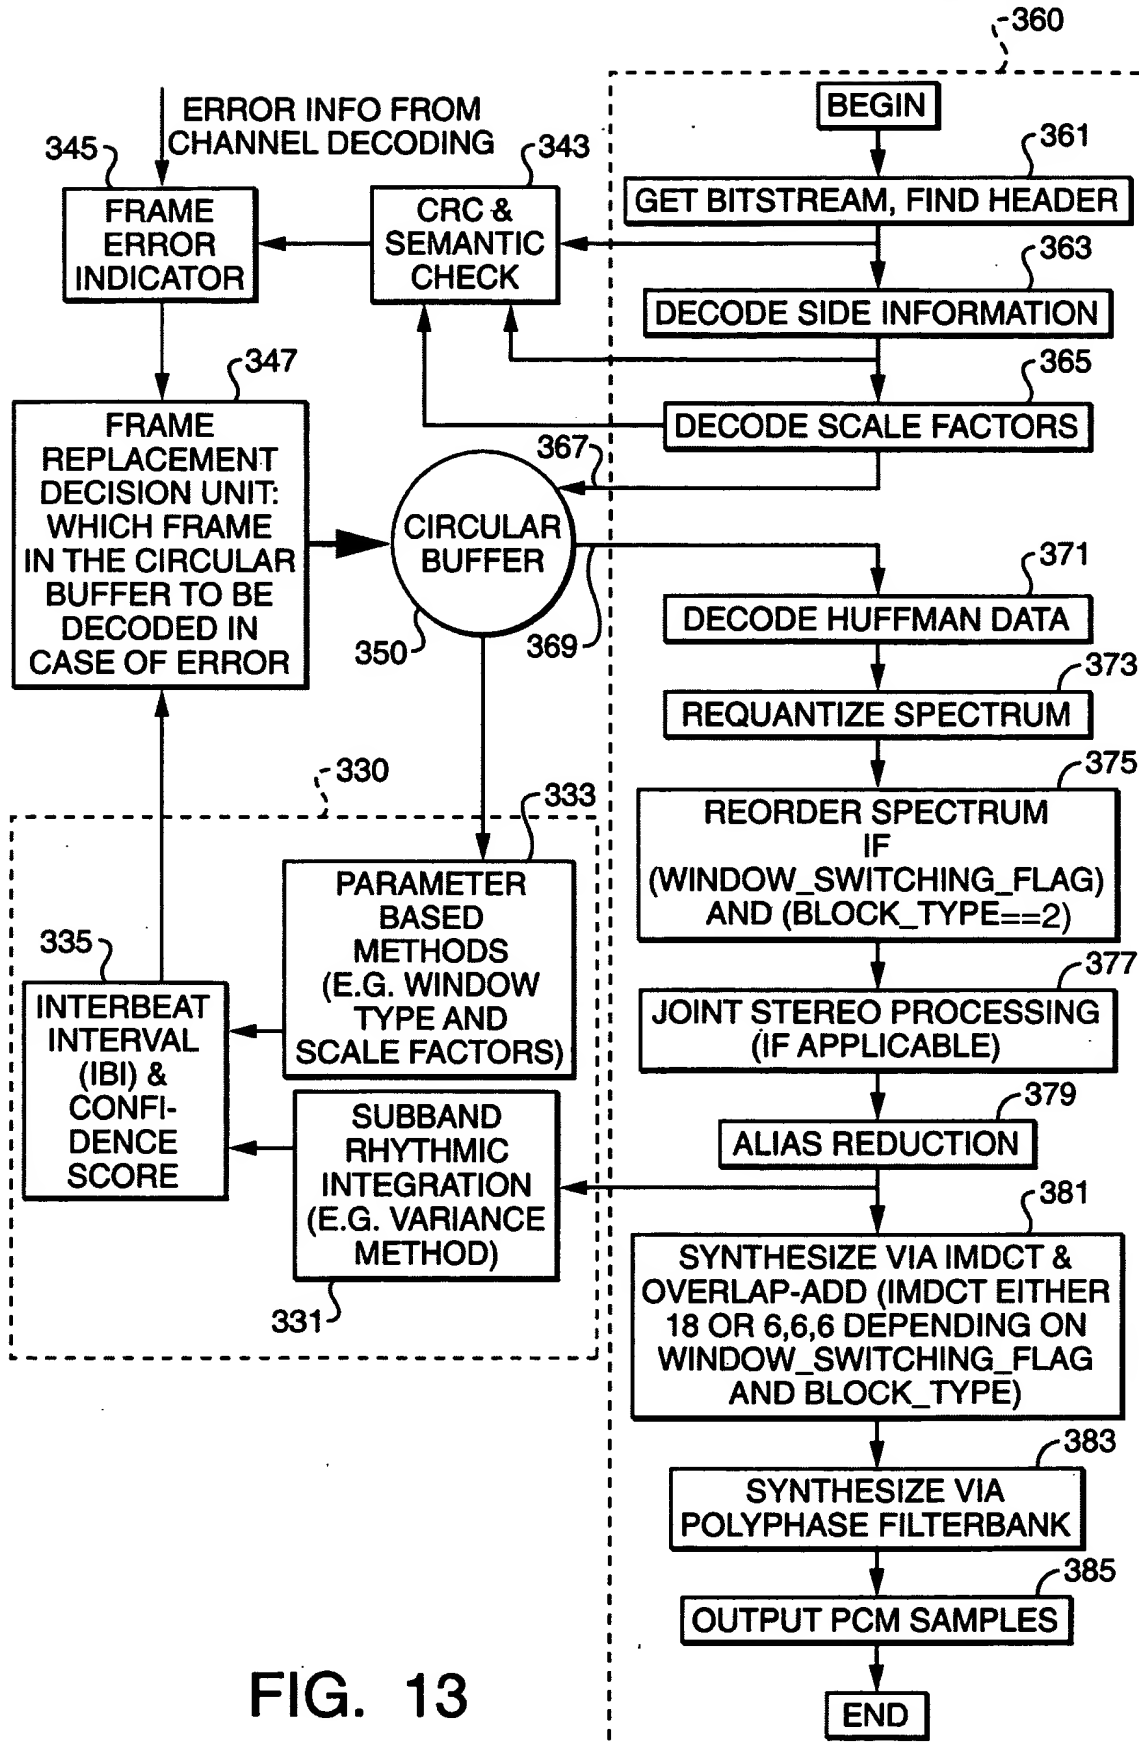 360
BEGIN
ERROR INFO FROM
CHANNEL DECODING
345
343
361
FRAME
ERROR
INDICATOR
CRC &
SEMANTIC
CHECK
GET BITSTREAM, FIND HEADER
363
DECODE SIDE INFORMATION
347
365
FRAME
REPLACEMENT
DECISION UNIT:
WHICH FRAME
IN THE CIRCULAR
BUFFER TO BE
DECODED IN
CASE OF ERROR
DECODE SCALE FACTORS
367
CIRCULAR
BUFFER
350
369
371
DECODE HUFFMAN DATA
373
REQUANTIZE SPECTRUM
375
REORDER SPECTRUM
IF
(WINDOW_SWITCHING_FLAG)
AND (BLOCK_TYPE==2)
330
333
PARAMETER
BASED
METHODS
(E.G. WINDOW
TYPE AND
SCALE FACTORS)
335
INTERBEAT
INTERVAL
(IBI) &
CONFI-
DENCE
SCORE
377
JOINT STEREO PROCESSING
(IF APPLICABLE)
SUBBAND
RHYTHMIC
INTEGRATION
(E.G. VARIANCE
METHOD)
331
379
ALIAS REDUCTION
381
SYNTHESIZE VIA IMDCT &
OVERLAP-ADD (IMDCT EITHER
18 OR 6,6,6 DEPENDING ON
WINDOW_SWITCHING_FLAG
AND BLOCK_TYPE)
383
SYNTHESIZE VIA
POLYPHASE FILTERBANK
385
OUTPUT PCM SAMPLES
END
FIG. 13